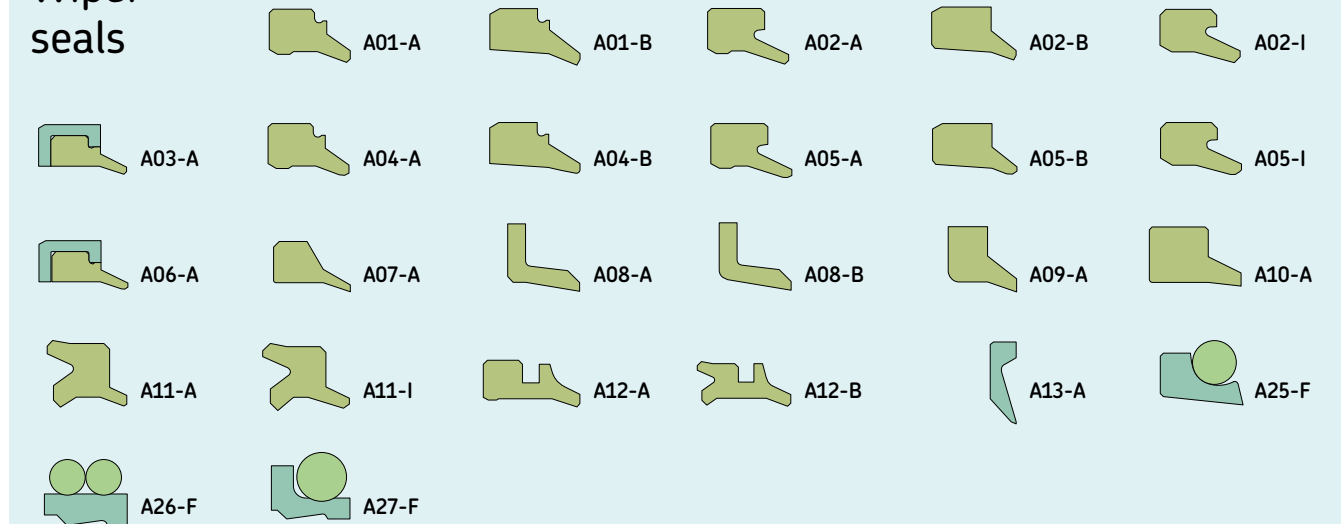 Wiper
seals
A01-A A01-B A02-A A02-B A02-I
A03-A A04-A A04-B A05-A A05-B A05-I
A06-A A07-A A08-A A08-B A09-A A10-A
A11-A A11-I A12-A A12-B A13-A A25-F
A26-F A27-F